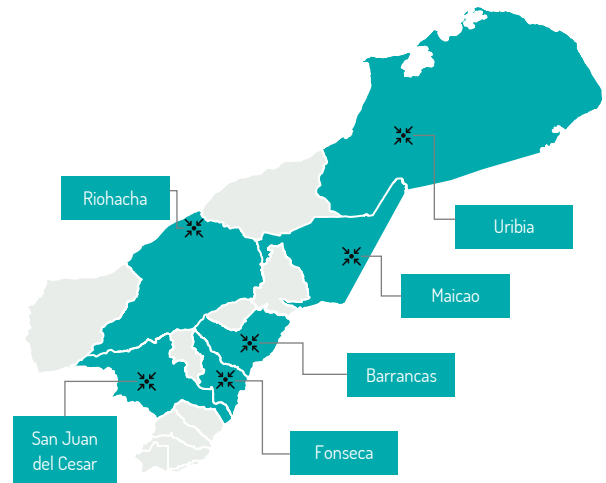 Riohacha
Uribia
Maicao
Barrancas
San Juan
del Cesar
Fonseca